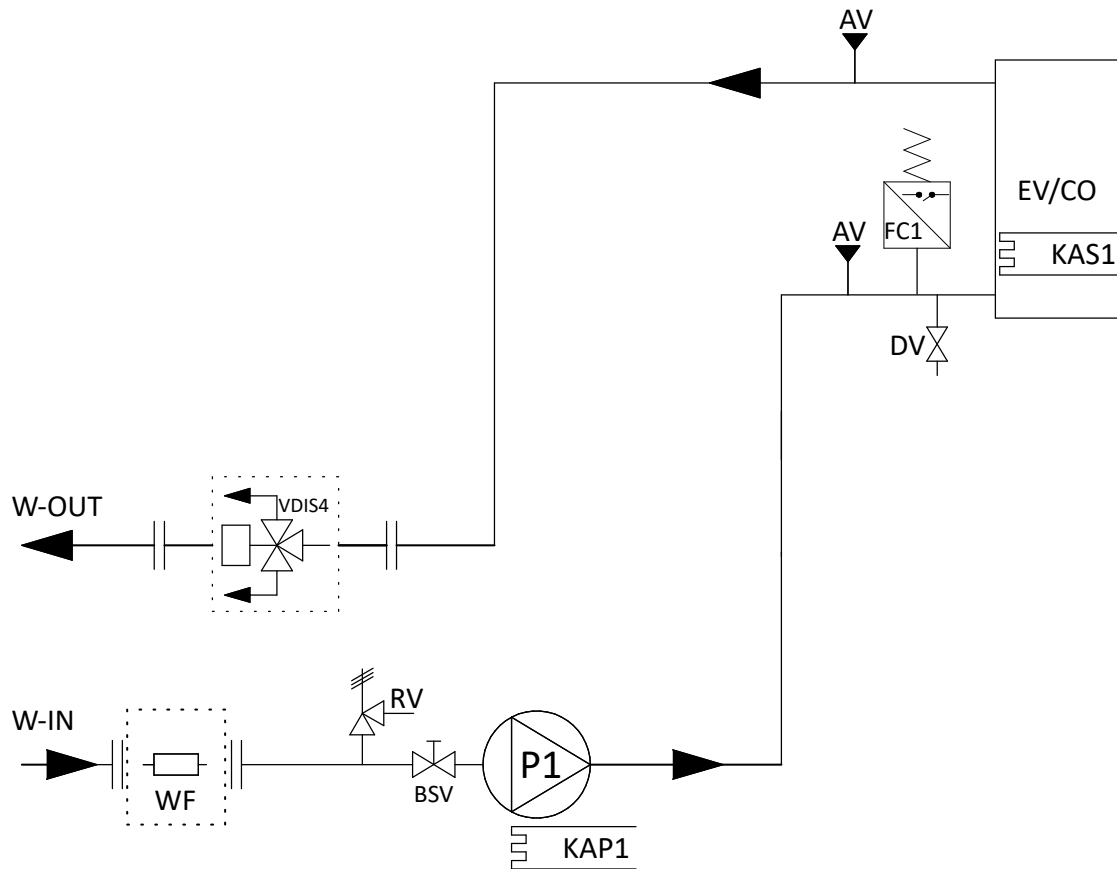 AV
EV/CO
AV
FC1
KAS1
DV
W-OUT
VDIS4
W-IN
RV
WF
BSV
P1
KAP1